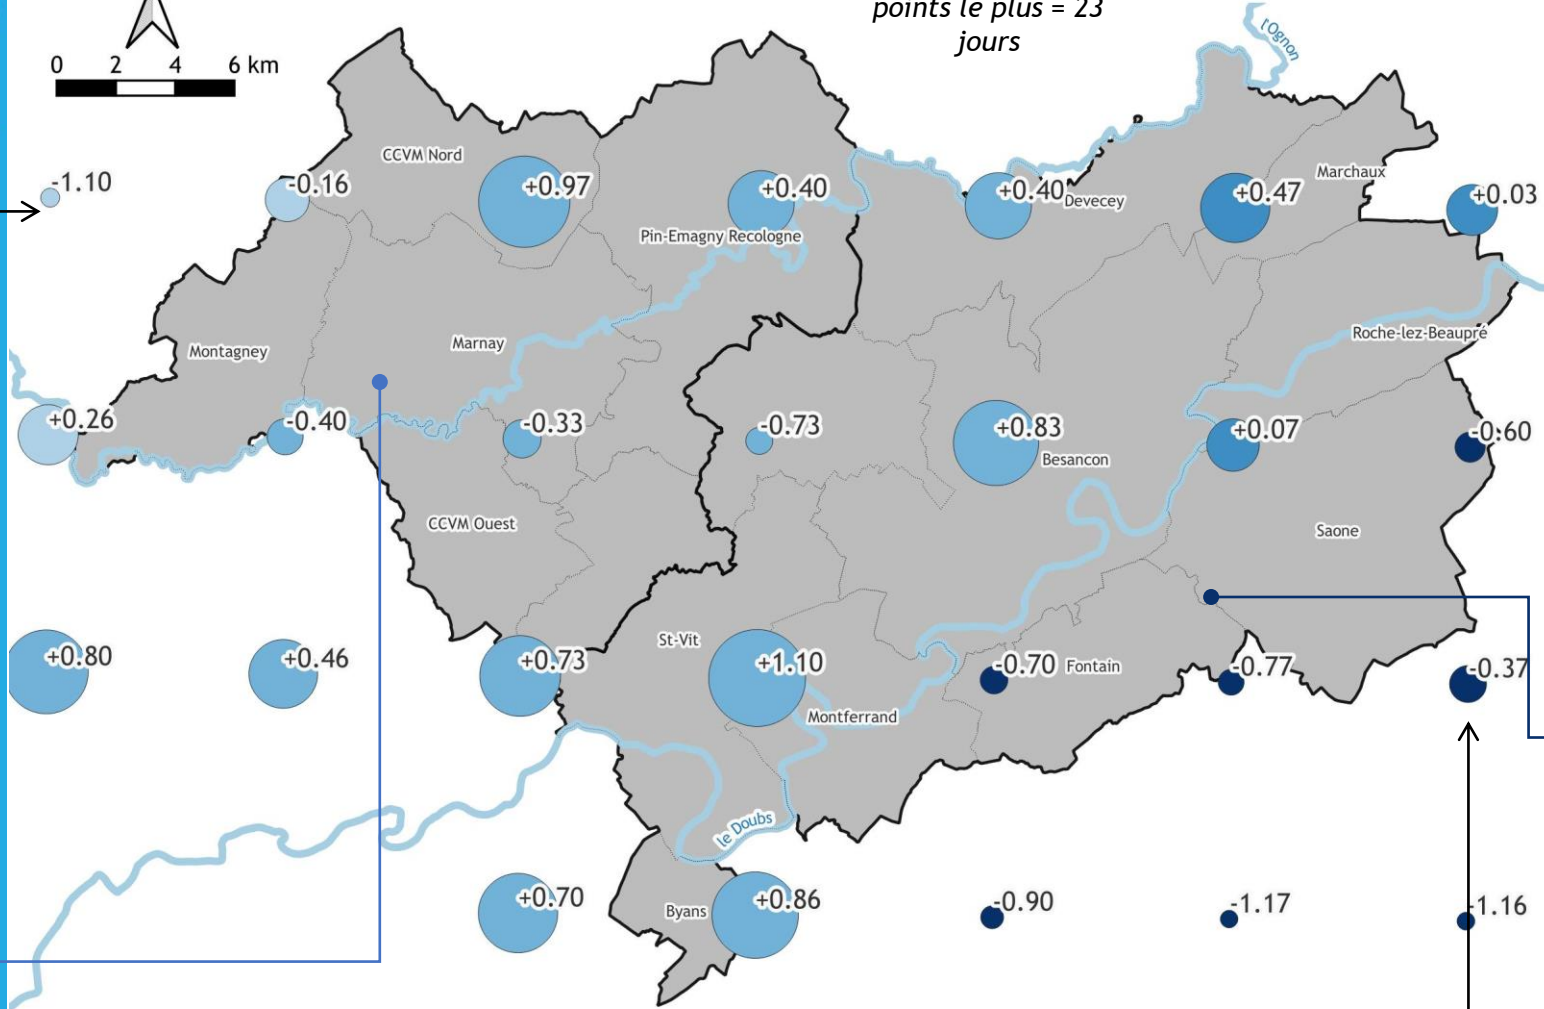 points le plus = 23
jours
0 2 4 6 km
l'Ognon
CCVM Nord
Marchaux
-1.10
-0.16
+0.97
+0.40
+0.40
Devecey
+0.47
+0.03
Pin-Emagny Recologne
Montagney
Marnay
Roche-lez-Beaupré
+0.26
-0.40
-0.33
-0.73
+0.83
Besancon
+0.07
-0.60
CCVM Ouest
Saone
St-Vit
+0.80
+0.46
+0.73
+1.10
-0.70
Fontain
-0.77
-0.37
Montferrand
le Doubs
+0.70
Byans
+0.86
-0.90
-1.17
-1.16